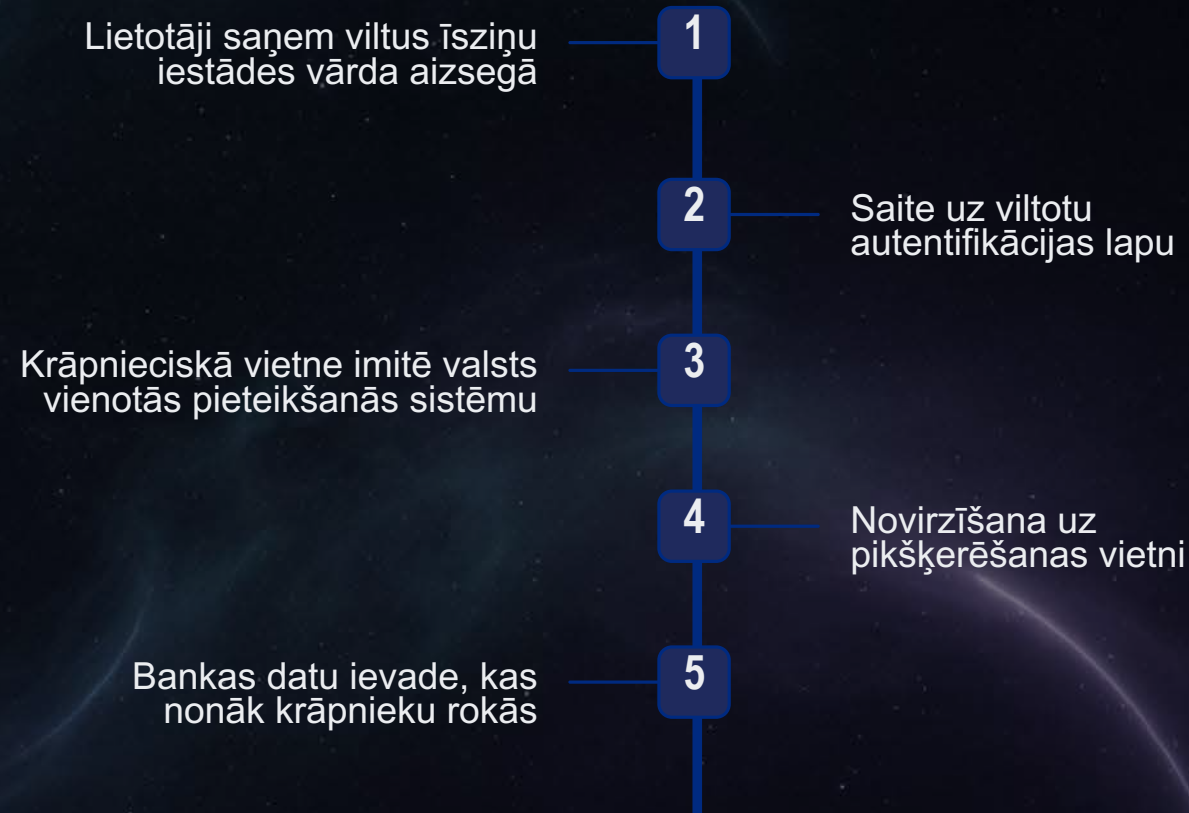 1
Lietotāji saņem viltus īsziņu
iestādes vārda aizsegā
2
Saite uz viltotu
autentifikācijas lapu
3
Krāpnieciskā vietne imitē valsts
vienotās pieteikšanās sistēmu
4
Novirzīšana uz
pikšķerēšanas vietni
5
Bankas datu ievade, kas
nonāk krāpnieku rokās